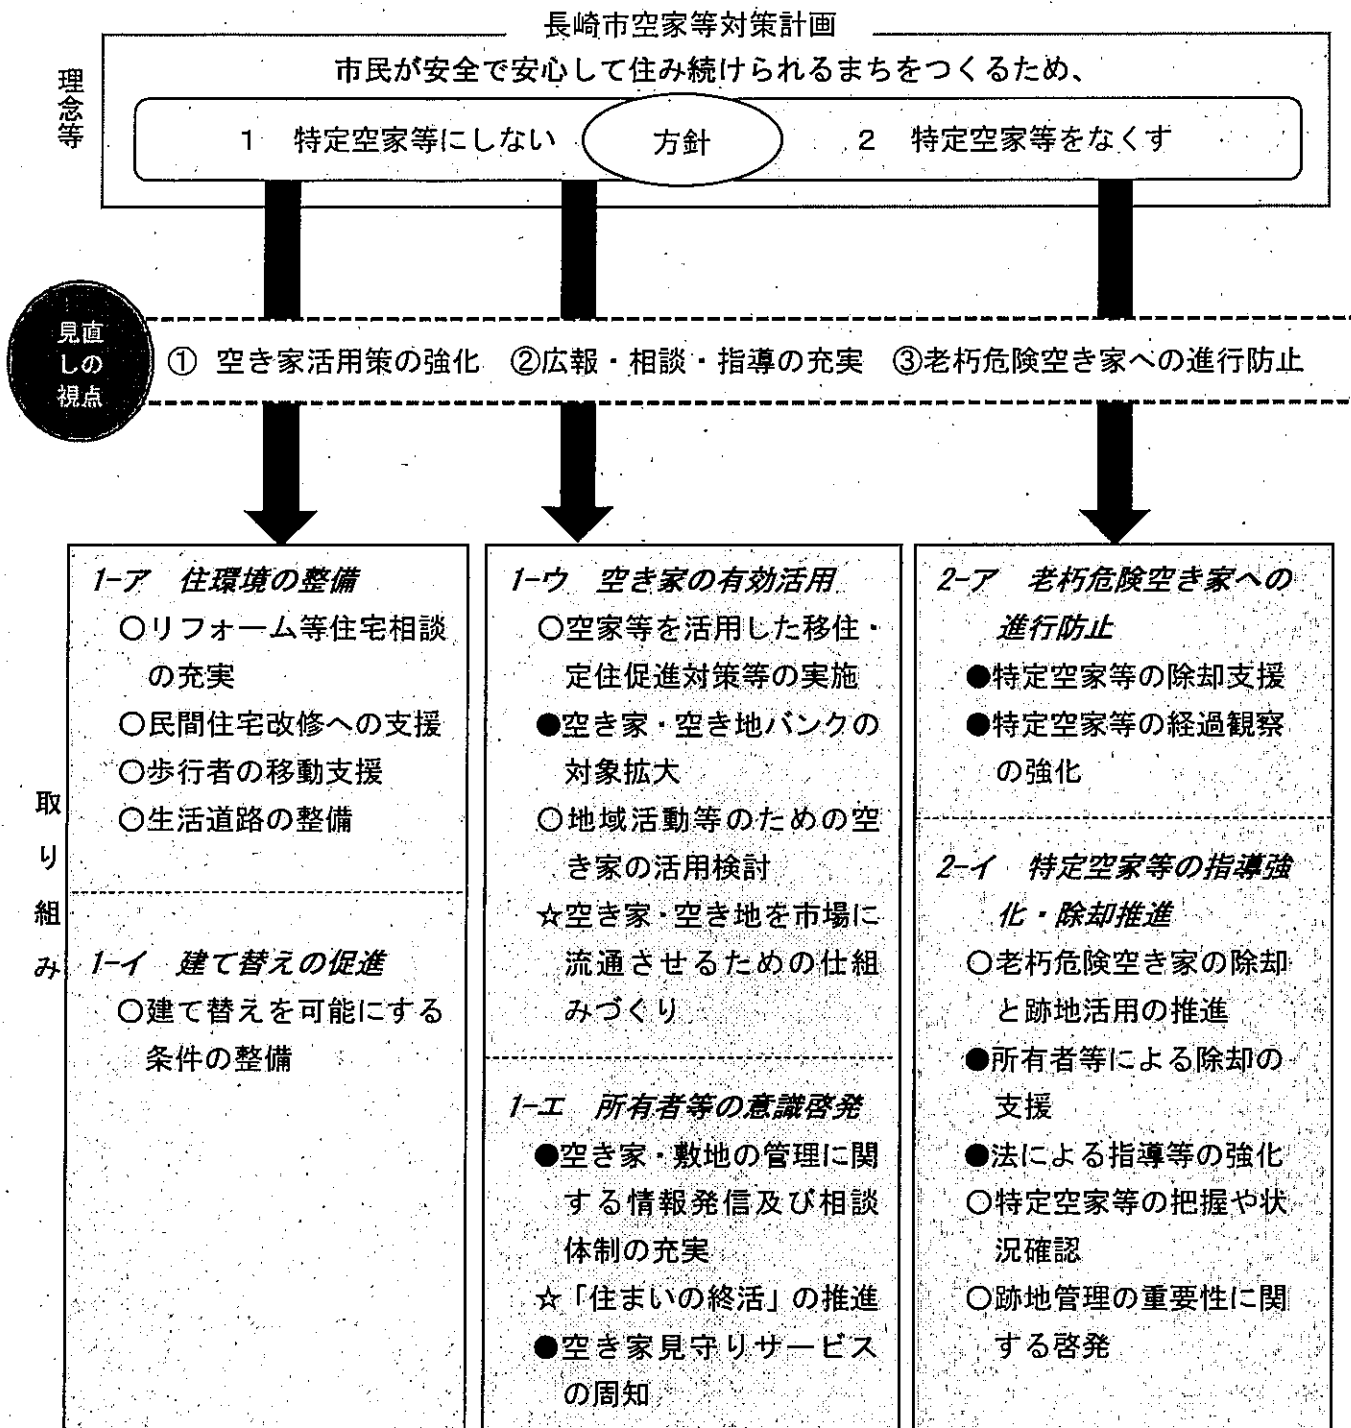 長崎市空家等対策計画
理念等
市民が安全で安心して住み続けられるまちをつくるため、
1 特定空家等にしない
方針
2 特定空家等をなくす
見直
しの
視点
① 空き家活用策の強化 ②広報・相談・指導の充実 ③老朽危険空き家への進行防止
取り組み
1-ア 住環境の整備
○リフォーム等住宅相談
の充実
○民間住宅改修への支援
○歩行者の移動支援
○生活道路の整備
1-イ 建て替えの促進
○建て替えを可能にする
条件の整備
1-ウ 空き家の有効活用
○空家等を活用した移住・
定住促進対策等の実施
●空き家・空き地バンクの
対象拡大
○地域活動等のための空
き家の活用検討
☆空き家・空き地を市場に
流通させるための仕組
みづくり
1-エ 所有者等の意識啓発
●空き家・敷地の管理に関
する情報発信及び相談
体制の充実
☆「住まいの終活」の推進
●空き家見守りサービス
の周知
2-ア 老朽危険空き家への
進行防止
●特定空家等の除却支援
●特定空家等の経過観察
の強化
2-イ 特定空家等の指導強
化・除却推進
○老朽危険空き家の除却
と跡地活用の推進
●所有者等による除却の
支援
●法による指導等の強化
○特定空家等の把握や状
況確認
○跡地管理の重要性に関
する啓発